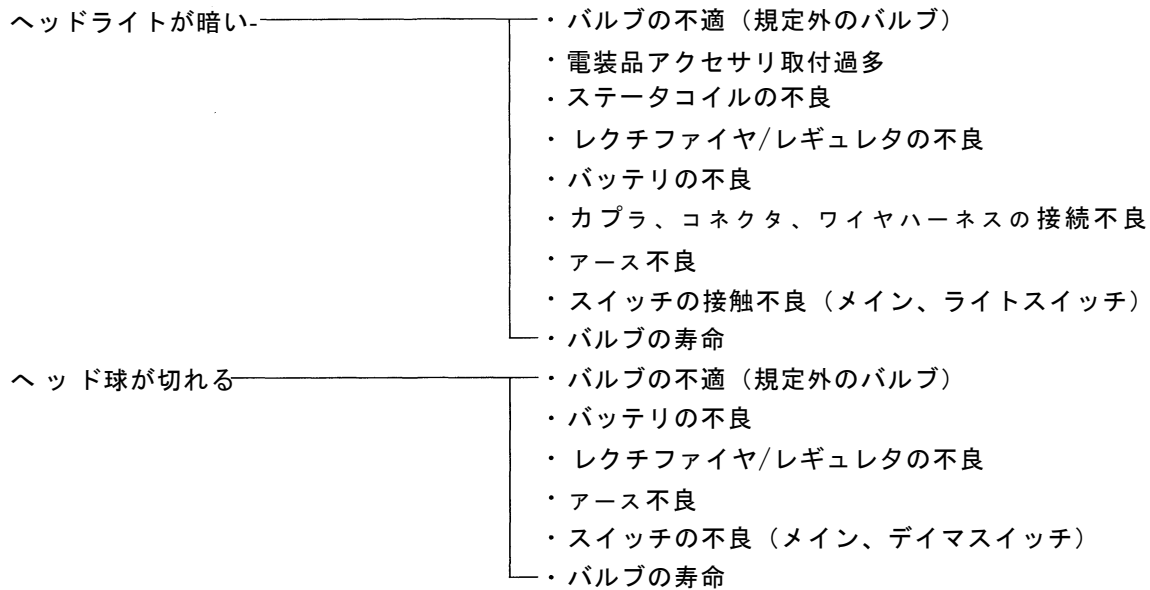 ヘッドライトが暗い ・バルブの不適（規定外のバルブ）
・電装品アクセサリ取付過多
・ステータコイルの不良
・レクチファイヤ/レギュレタの不良
・バッテリの不良
・カプラ、コネクタ、ワイヤハーネスの接続不良
・アース不良
・スイッチの接触不良（メイン、ライトスイッチ）
・バルブの寿命
ヘッド球が切れる ・バルブの不適（規定外のバルブ）
・バッテリの不良
・レクチファイヤ/レギュレタの不良
・アース不良
・スイッチの不良（メイン、デイマスイッチ）
・バルブの寿命